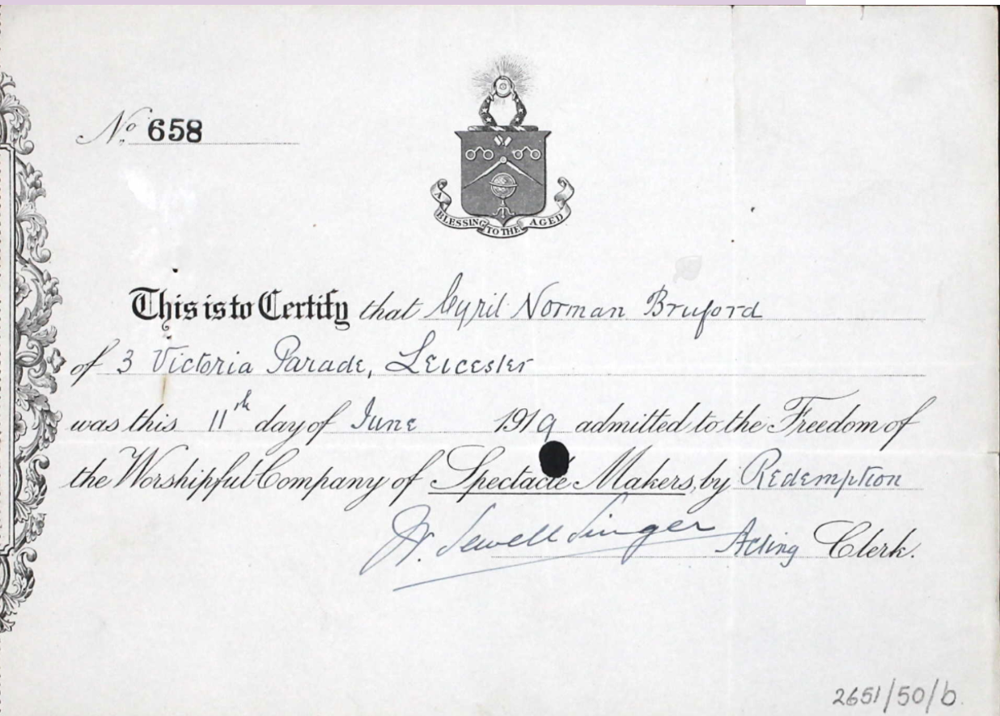 No 658
A BLESSING TO THE AGED
This is to Certify that Cyril Norman Bruford
of 3 Victoria Parade, Leicester
was this 11th day of June 1919 admitted to the Freedom of
the Worshipful Company of Spectacle Makers, by Redemption
W. Sewell Singer Acting Clerk.
2651/50/b